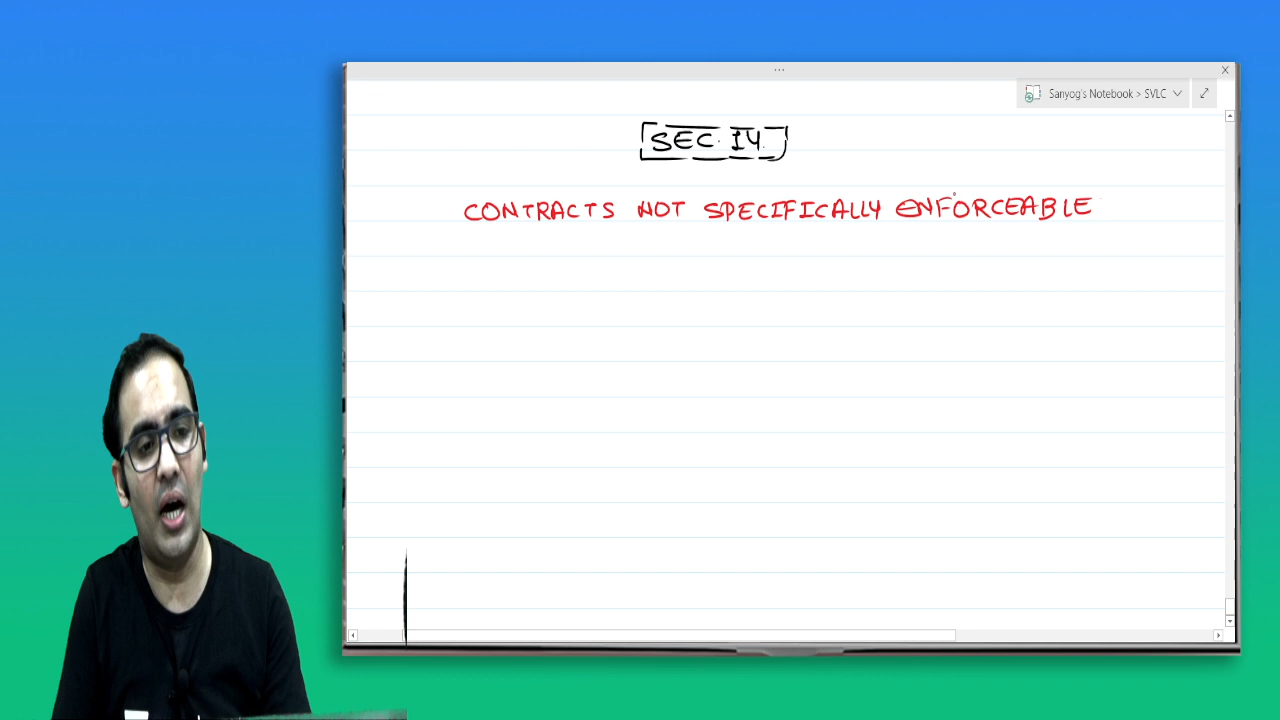 Sanyog's Notebook > SVLC
SEC. 14
CONTRACTS NOT SPECIFICALLY ENFORCEABLE